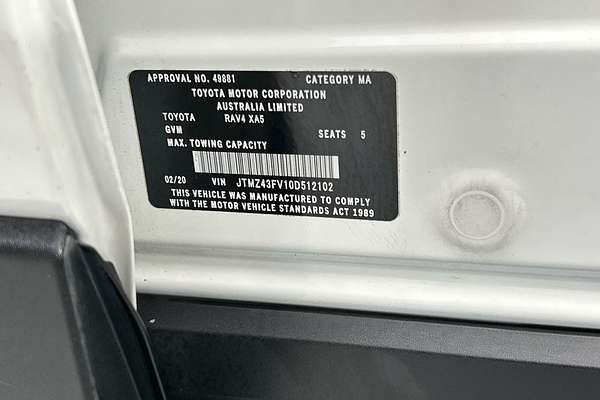 APPROVAL NO. 49881 CATEGORY MA
TOYOTA MOTOR CORPORATION
AUSTRALIA LIMITED
TOYOTA RAV4 XA5
GVM SEATS 5
MAX. TOWING CAPACITY
02/20 VIN JTMZ43FV10D512102
THIS VEHICLE WAS MANUFACTURED TO COMPLY
WITH THE MOTOR VEHICLE STANDARDS ACT 1989